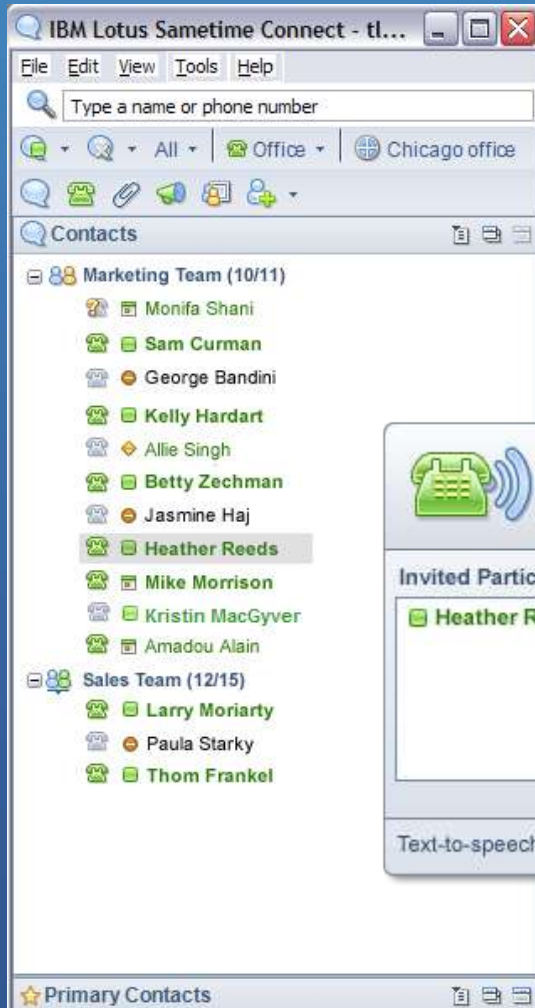 IBM Lotus Sametime Connect - tl...
File Edit View Tools Help
Type a name or phone number
All Office Chicago office
Contacts
Marketing Team (10/11)
Monifa Shani
Sam Curman
George Bandini
Kelly Hardart
Allie Singh
Betty Zechman
Jasmine Haj
Heather Reeds
Mike Morrison
Kristin MacGyver
Amadou Alain
Sales Team (12/15)
Larry Moriarty
Paula Starky
Thom Frankel
Invited Partic
Heather R
Text-to-speech
Primary Contacts